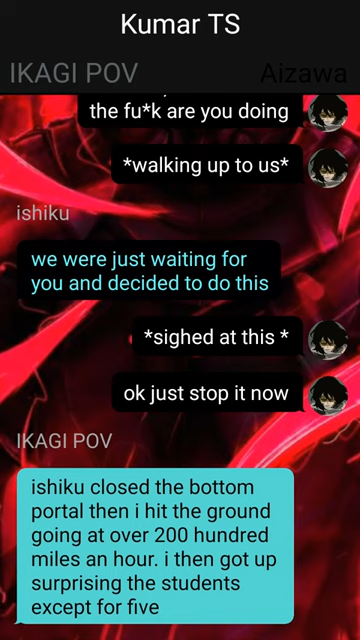 Kumar TS
IKAGI POV
Aizawa
the fu*k are you doing
*walking up to us*
ishiku
we were just waiting for
you and decided to do this
*sighed at this *
ok just stop it now
IKAGI POV
ishiku closed the bottom
portal then i hit the ground
going at over 200 hundred
miles an hour. i then got up
surprising the students
except for five